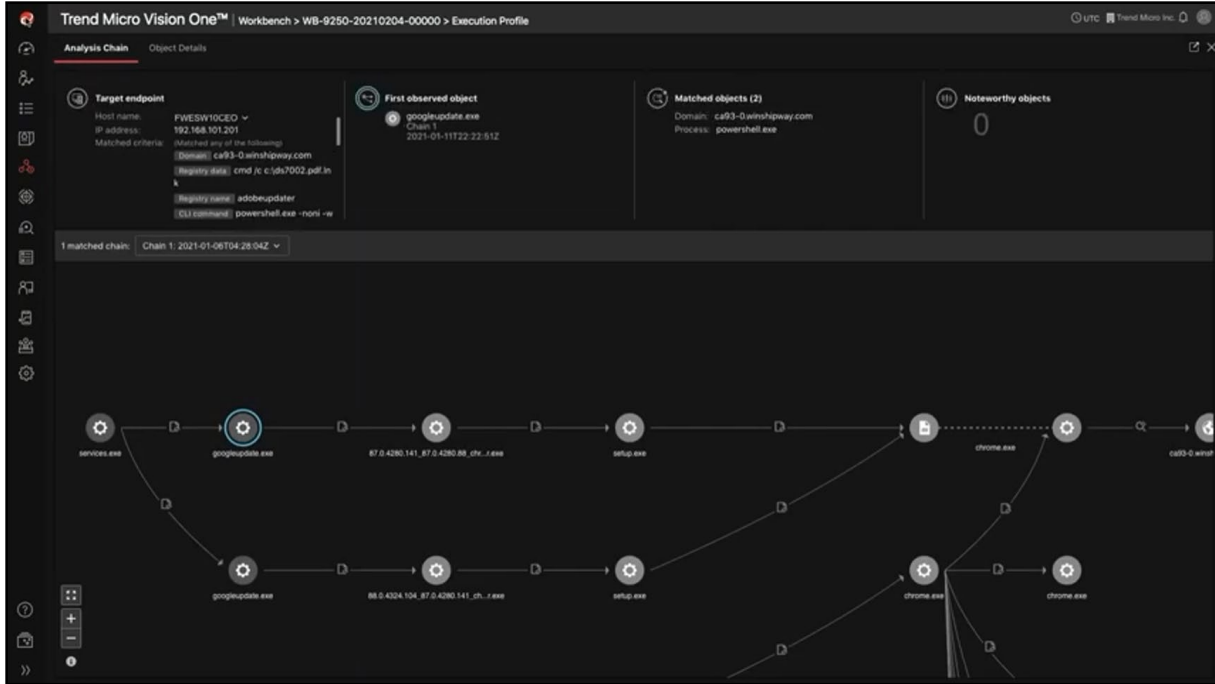 Trend Micro Vision One™ | Workbench > WB-9250-20210204-00000 > Execution Profile
UTC Trend Micro Inc.
Analysis Chain Object Details
Target endpoint
Host name: FWESW10CEO
IP address: 192.168.101.201
Matched criteria: (Matched any of the following)
Domain ca93-0.winshipway.com
Registry data cmd /c c:\ds7002.pdf.ln
k
Registry name adobeupdater
CLI command powershell.exe -noni -w
First observed object
googleupdate.exe
Chain 1
2021-01-11T22:22:51Z
Matched objects (2)
Domain: ca93-0.winshipway.com
Process: powershell.exe
Noteworthy objects
0
1 matched chain: Chain 1: 2021-01-06T04:28:04Z
services.exe
googleupdate.exe
87.0.4280.141_87.0.4280.88_chr...r.exe
setup.exe
chrome.exe
ca93-0.winsh
googleupdate.exe
88.0.4324.104_87.0.4280.141_ch...r.exe
setup.exe
chrome.exe
chrome.exe